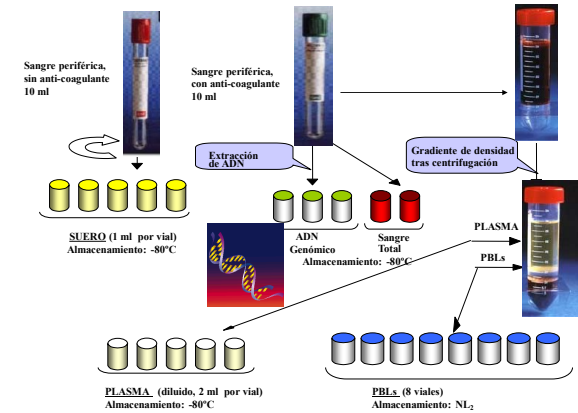 Sangre periférica,
sin anti-coagulante
10 ml
Sangre periférica,
con anti-coagulante
10 ml
Extracción
de ADN
Gradiente de densidad
tras centrifugación
SUERO (1 ml por vial)
Almacenamiento: -80ºC
ADN
Genómico
Sangre
Total
Almacenamiento: -80ºC
PLASMA
PBLs
PLASMA (diluido, 2 ml por vial)
Almacenamiento: -80ºC
PBLs (8 viales)
Almacenamiento: NL2